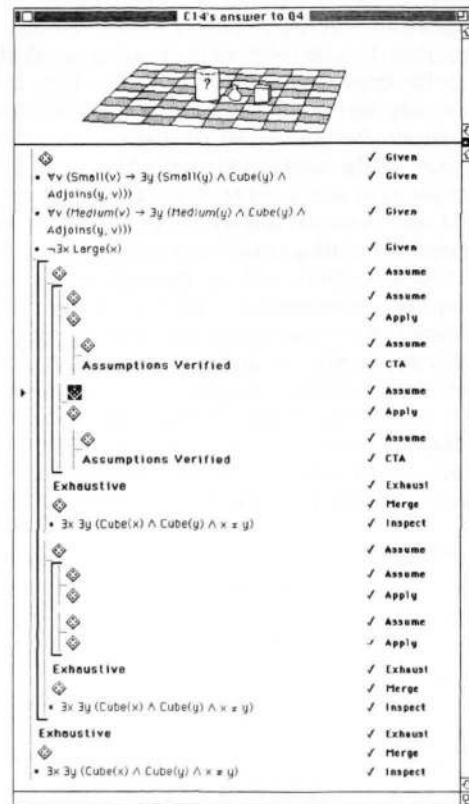 E14's answer to Q4
?
✓ Given
• ∀v (Small(v) → ∃y (Small(y) ∧ Cube(y) ∧ ✓ Given
Adjoins(y, v)))
• ∀v (Medium(v) → ∃y (Medium(y) ∧ Cube(y) ∧ ✓ Given
Adjoins(y, v)))
• ¬∃x Large(x) ✓ Given
✓ Assume
✓ Assume
✓ Apply
✓ Assume
Assumptions Verified ✓ CTA
✓ Assume
✓ Apply
✓ Assume
Assumptions Verified ✓ CTA
Exhaustive ✓ Exhaust
✓ Merge
• ∃x ∃y (Cube(x) ∧ Cube(y) ∧ x ≠ y) ✓ Inspect
✓ Assume
✓ Assume
✓ Apply
✓ Assume
✓ Apply
Exhaustive ✓ Exhaust
✓ Merge
• ∃x ∃y (Cube(x) ∧ Cube(y) ∧ x ≠ y) ✓ Inspect
Exhaustive ✓ Exhaust
✓ Merge
• ∃x ∃y (Cube(x) ∧ Cube(y) ∧ x ≠ y) ✓ Inspect